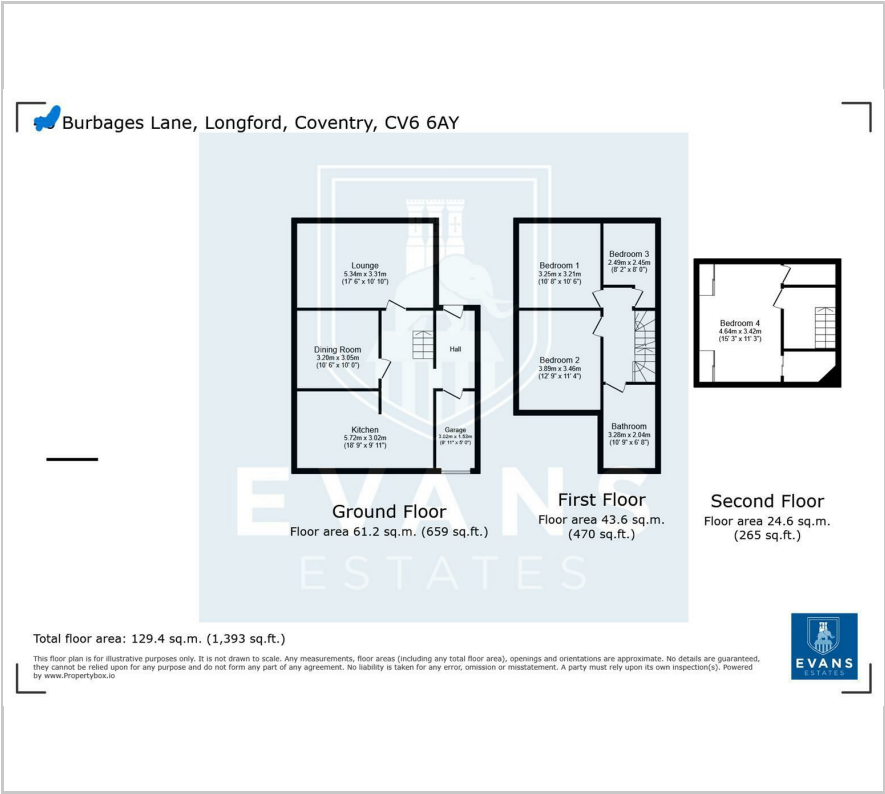 Burbages Lane, Longford, Coventry, CV6 6AY
Lounge
5.34m x 3.31m
(17' 6" x 10' 10")
Dining Room
3.20m x 3.05m
(10' 6" x 10' 0")
Hall
Kitchen
5.72m x 3.02m
(18' 9" x 9' 11")
Garage
3.02m x 1.53m
(9' 11" x 5' 0")
Bedroom 1
3.25m x 3.21m
(10' 8" x 10' 6")
Bedroom 3
2.49m x 2.45m
(8' 2" x 8' 0")
Bedroom 2
3.89m x 3.46m
(12' 9" x 11' 4")
Bathroom
3.28m x 2.04m
(10' 9" x 6' 8")
Bedroom 4
4.64m x 3.42m
(15' 3" x 11' 3")
EVANS
ESTATES
Ground Floor
Floor area 61.2 sq.m. (659 sq.ft.)
First Floor
Floor area 43.6 sq.m.
(470 sq.ft.)
Second Floor
Floor area 24.6 sq.m.
(265 sq.ft.)
Total floor area: 129.4 sq.m. (1,393 sq.ft.)
This floor plan is for illustrative purposes only. It is not drawn to scale. Any measurements, floor areas (including any total floor area), openings and orientations are approximate. No details are guaranteed,
they cannot be relied upon for any purpose and do not form any part of any agreement. No liability is taken for any error, omission or misstatement. A party must rely upon its own inspection(s). Powered
by www.Propertybox.io
EVANS
ESTATES